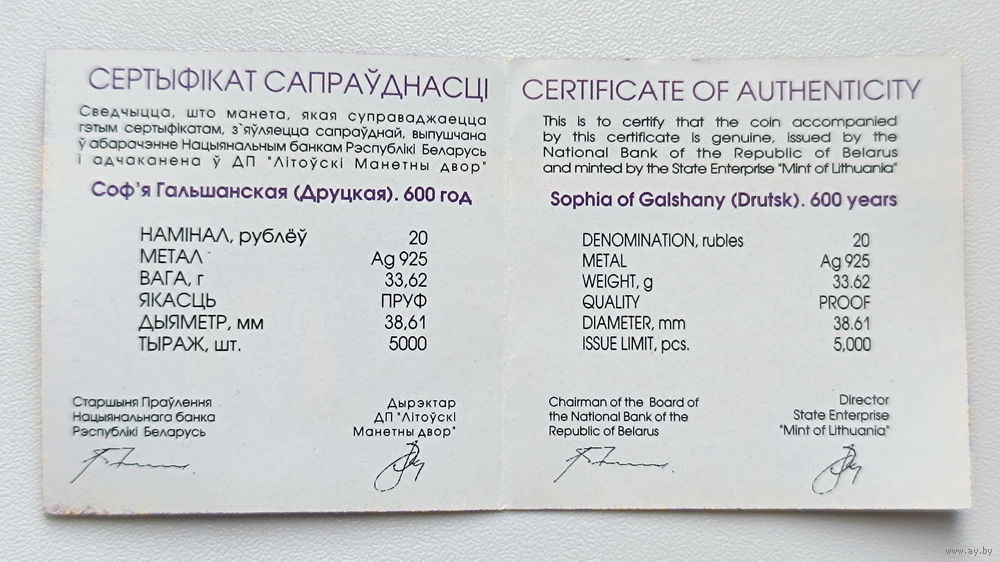 СЕРТЫФІКАТ САПРАЎДНАСЦІ
Сведчыцца, што манета, якая суправаджаецца
гэтым сертыфікатам, з'яўляецца сапраўднай, выпушчана
ў абарачэнне Нацыянальным банкам Рэспублікі Беларусь
і адчаканена ў ДП "Літоўскі Манетны двор"
Соф'я Гальшанская (Друцкая). 600 год
НАМІНАЛ, рублёў 20
МЕТАЛ Ag 925
ВАГА, г 33,62
ЯКАСЦЬ ПРУФ
ДЫЯМЕТР, мм 38,61
ТЫРАЖ, шт. 5000
Старшыня Праўлення
Нацыянальнага банка
Рэспублікі Беларусь
Дырэктар
ДП "Літоўскі
Манетны двор"
CERTIFICATE OF AUTHENTICITY
This is to certify that the coin accompanied
by this certificate is genuine, issued by the
National Bank of the Republic of Belarus
and minted by the State Enterprise "Mint of Lithuania"
Sophia of Galshany (Drutsk). 600 years
DENOMINATION, rubles 20
METAL Ag 925
WEIGHT, g 33.62
QUALITY PROOF
DIAMETER, mm 38.61
ISSUE LIMIT, pcs. 5,000
Chairman of the Board of
the National Bank of the
Republic of Belarus
Director
State Enterprise
"Mint of Lithuania"
www.ay.by